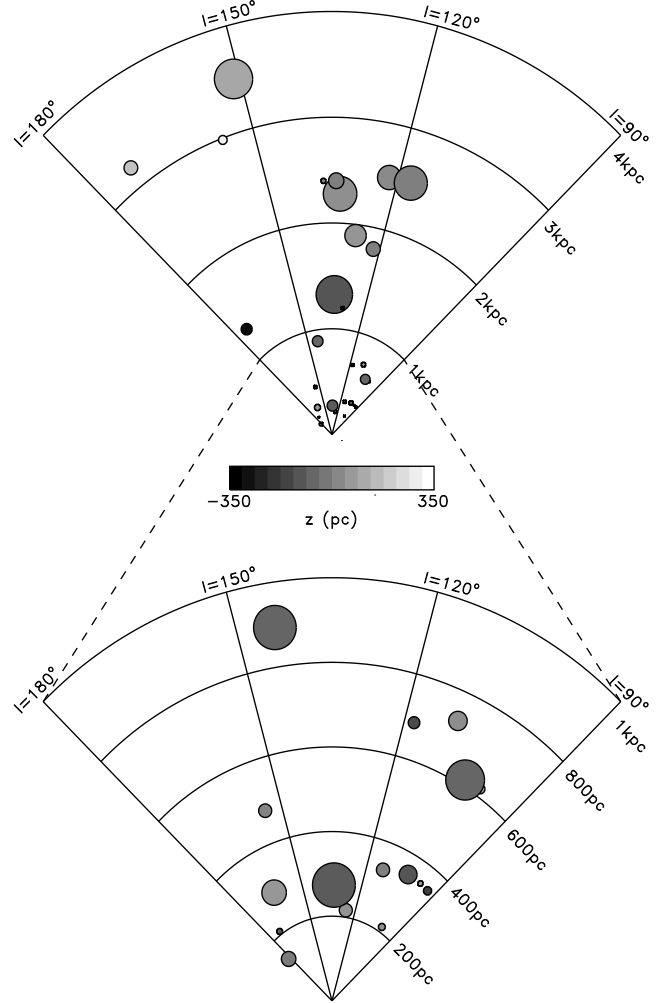 l=150°
l=120°
l=180°
l=90°
4kpc
3kpc
2kpc
1kpc
−350
350
z (pc)
l=150°
l=120°
l=180°
l=90°
1kpc
800pc
600pc
400pc
200pc